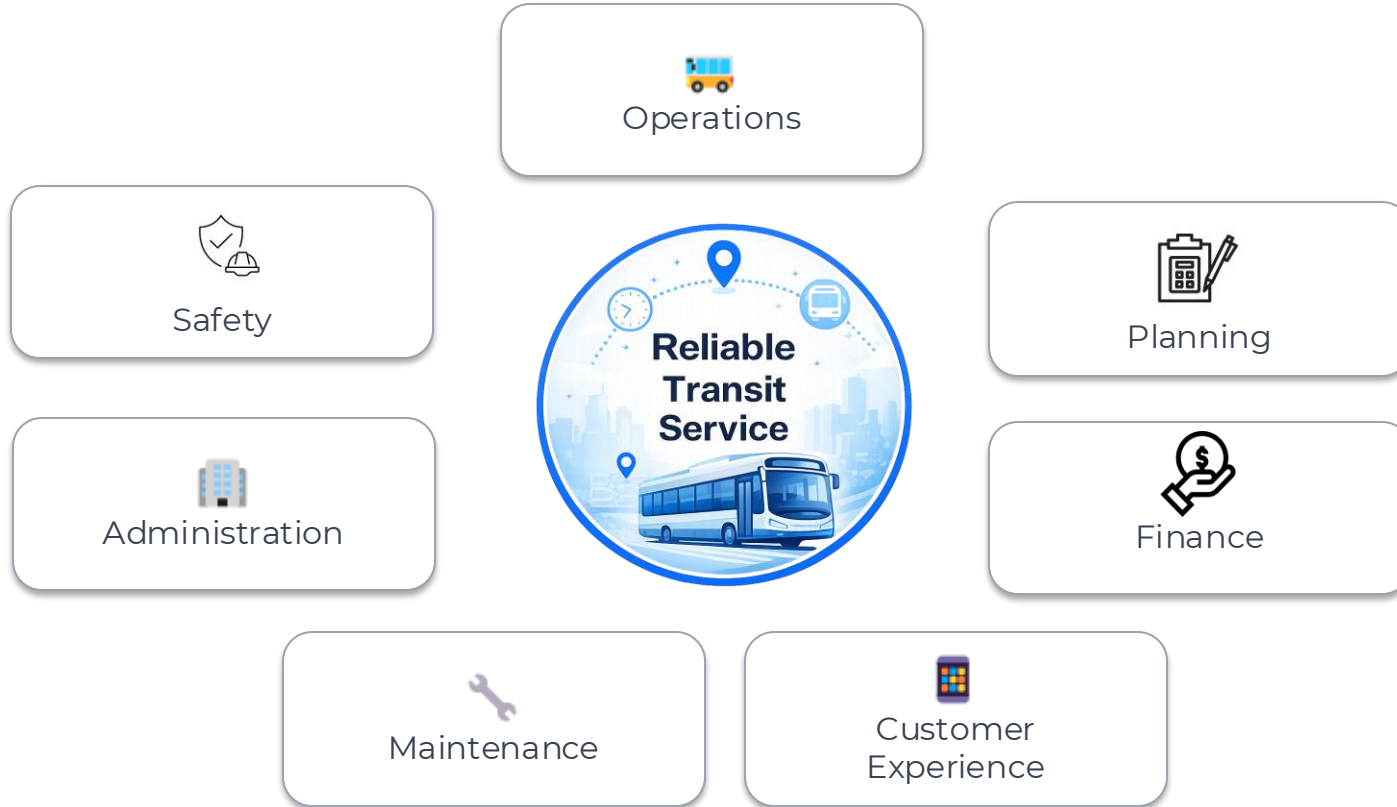 Operations
Safety
Planning
Reliable
Transit
Service
Administration
$
Finance
Maintenance
Customer
Experience